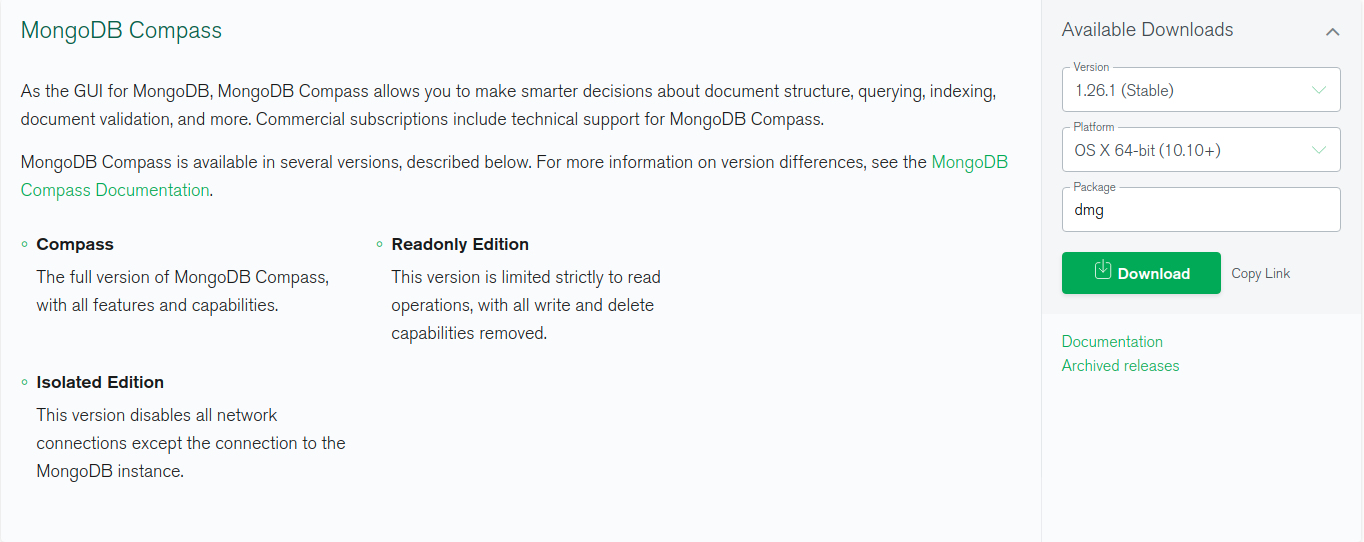 MongoDB Compass
As the GUI for MongoDB, MongoDB Compass allows you to make smarter decisions about document structure, querying, indexing,
document validation, and more. Commercial subscriptions include technical support for MongoDB Compass.
MongoDB Compass is available in several versions, described below. For more information on version differences, see the MongoDB
Compass Documentation.
Compass
The full version of MongoDB Compass,
with all features and capabilities.
Readonly Edition
This version is limited strictly to read
operations, with all write and delete
capabilities removed.
Isolated Edition
This version disables all network
connections except the connection to the
MongoDB instance.
Available Downloads
Version
1.26.1 (Stable)
Platform
OS X 64-bit (10.10+)
Package
dmg
Download Copy Link
Documentation
Archived releases